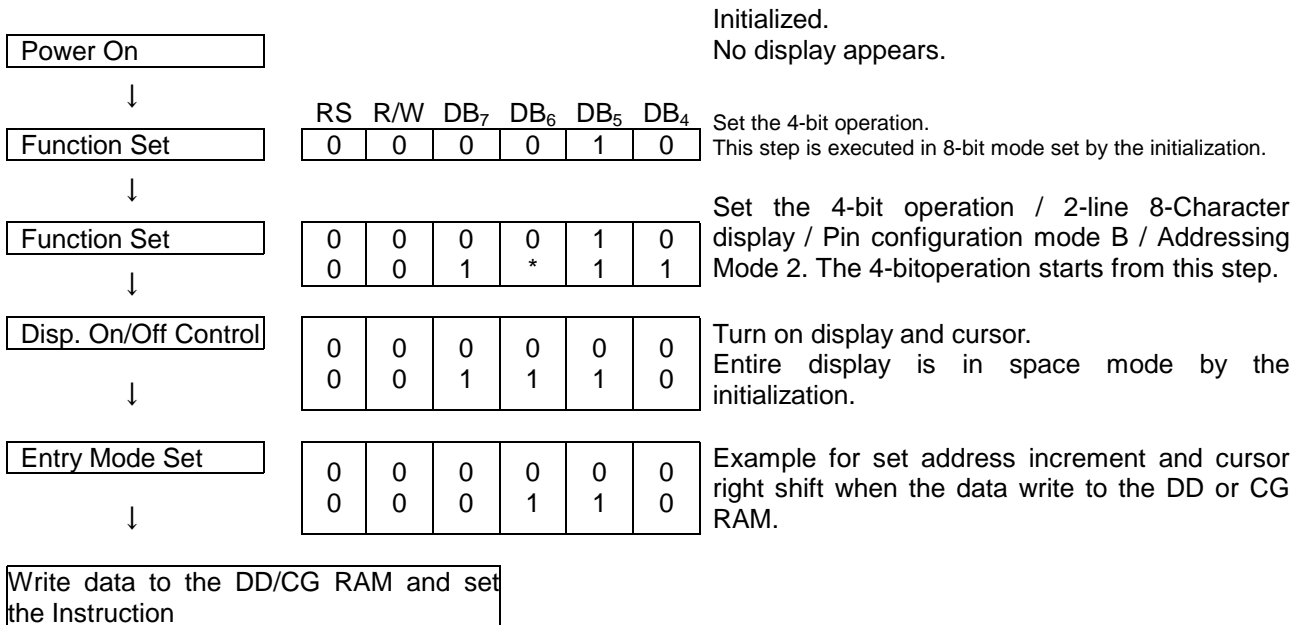 Initialized.
Power On No display appears.
↓
RS R/W DB₇ DB₆ DB₅ DB₄ Set the 4-bit operation.
Function Set 0 0 0 0 1 0 This step is executed in 8-bit mode set by the initialization.
↓
Set the 4-bit operation / 2-line 8-Character
Function Set 0 0 0 0 1 0 display / Pin configuration mode B / Addressing
0 0 1 * 1 1 Mode 2. The 4-bitoperation starts from this step.
↓
Disp. On/Off Control 0 0 0 0 0 0 Turn on display and cursor.
0 0 1 1 1 0 Entire display is in space mode by the
↓ initialization.
Entry Mode Set 0 0 0 0 0 0 Example for set address increment and cursor
0 0 0 1 1 0 right shift when the data write to the DD or CG
↓ RAM.
Write data to the DD/CG RAM and set
the Instruction